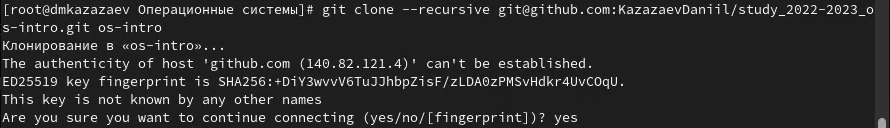 [root@dmkazazaev Операционные системы]# git clone --recursive git@github.com:KazazaevDaniil/study_2022-2023_o
s-intro.git os-intro
Клонирование в «os-intro»...
The authenticity of host 'github.com (140.82.121.4)' can't be established.
ED25519 key fingerprint is SHA256:+DiY3wvvV6TuJJhbpZisF/zLDA0zPMSvHdkr4UvCOqU.
This key is not known by any other names
Are you sure you want to continue connecting (yes/no/[fingerprint])? yes